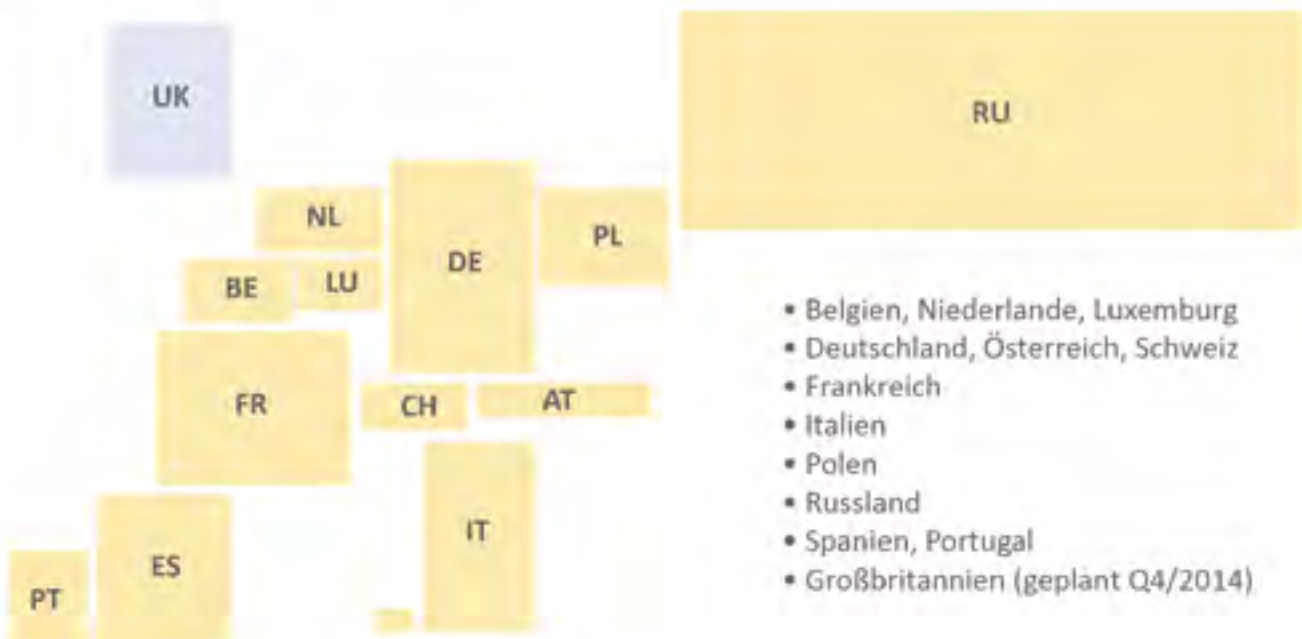 UK
RU
NL
DE
PL
BE
LU
FR
CH
AT
IT
ES
PT
• Belgien, Niederlande, Luxemburg
• Deutschland, Österreich, Schweiz
• Frankreich
• Italien
• Polen
• Russland
• Spanien, Portugal
• Großbritannien (geplant Q4/2014)